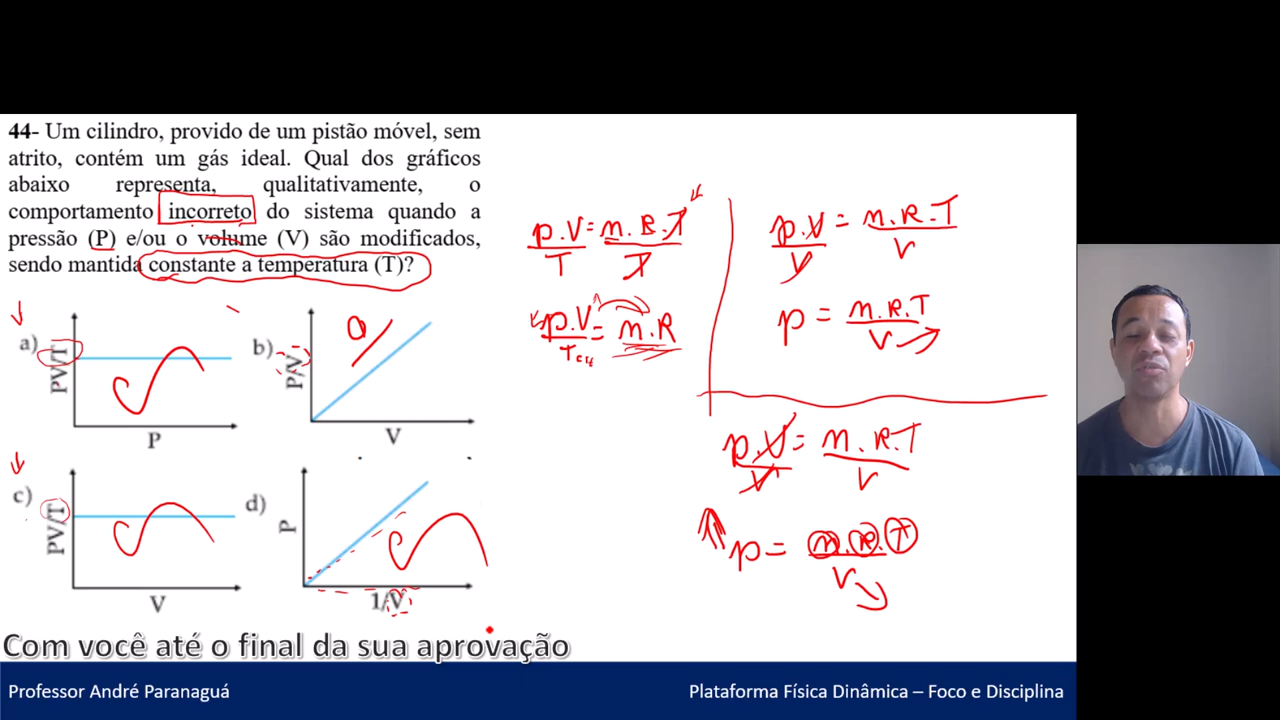 44- Um cilindro, provido de um pistão móvel, sem
atrito, contém um gás ideal. Qual dos gráficos
abaixo representa, qualitativamente, o
comportamento incorreto do sistema quando a
pressão (P) e/ou o volume (V) são modificados,
sendo mantida constante a temperatura (T)?
a)
PV/T
P
b)
P/V
V
c)
PV/T
V
d)
P
1/V
p.V = n.R.T
T T
p.V = n.R
T
p.V = n.R.T
V V
p = n.R.T
V
p.V = n.R.T
V V
p = n.R.T
V
Com você até o final da sua aprovação
Professor André Paranaguá
Plataforma Física Dinâmica – Foco e Disciplina